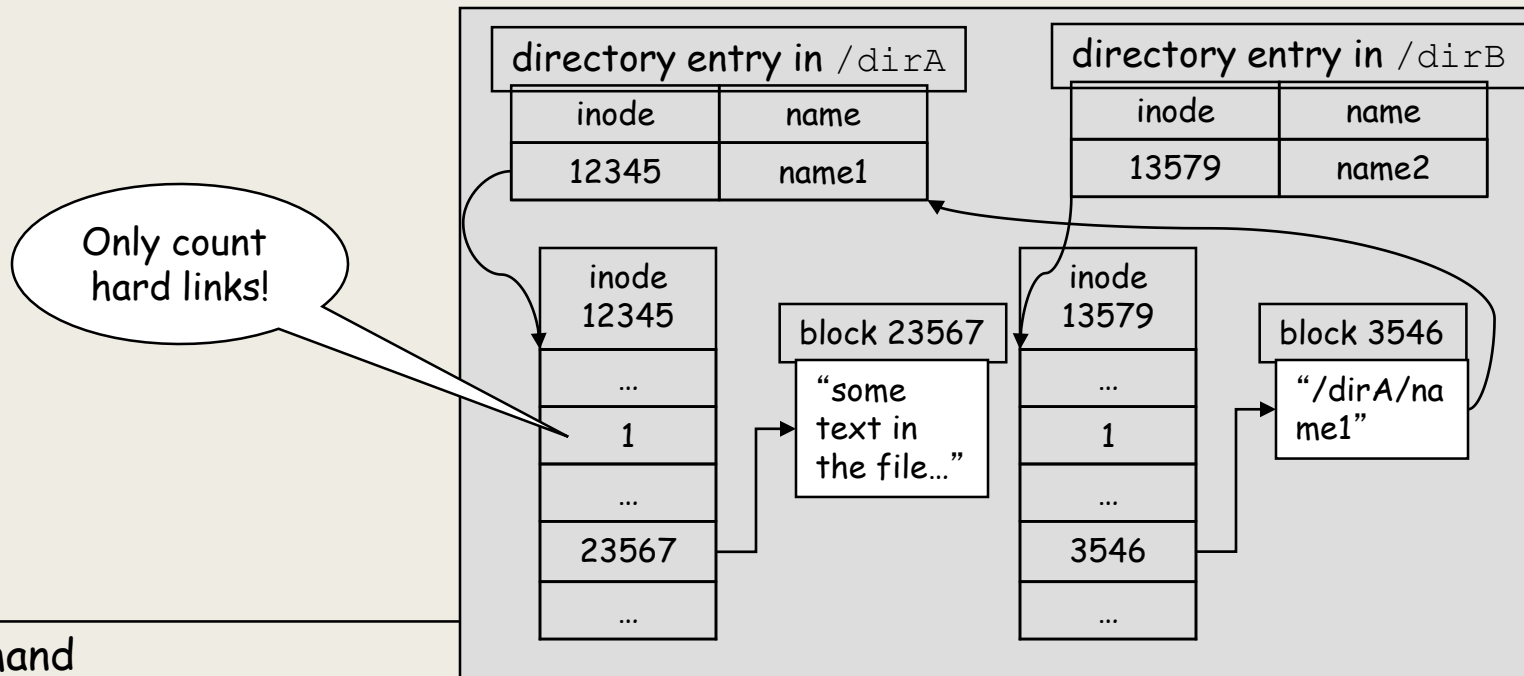 directory entry in /dirA
inode name
12345 name1
directory entry in /dirB
inode name
13579 name2
Only count
hard links!
inode
12345
...
1
...
23567
...
block 23567
“some
text in
the file...”
inode
13579
...
1
...
3546
...
block 3546
“/dirA/na
me1”